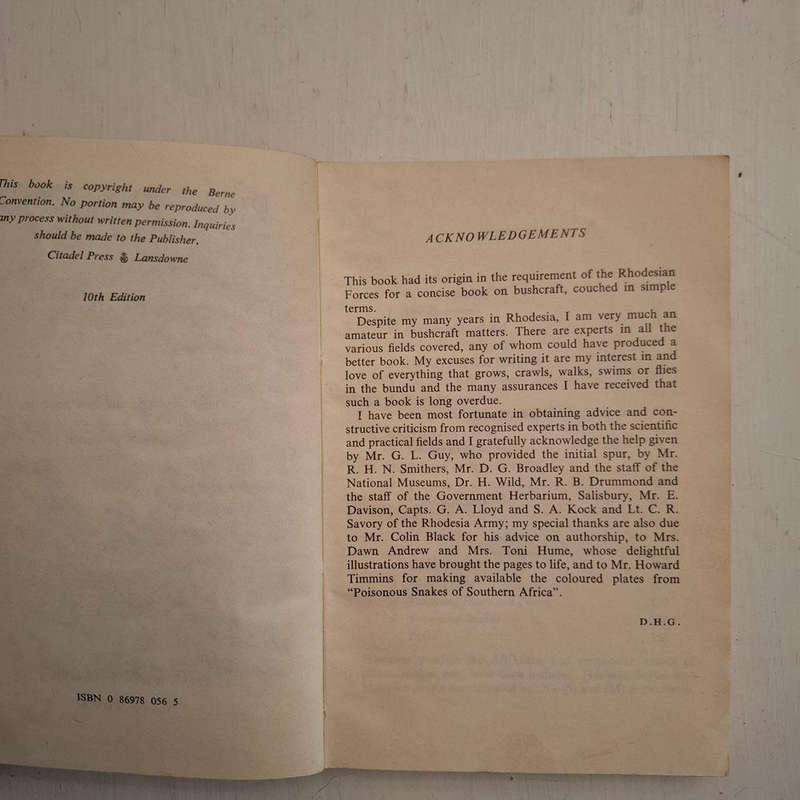 This book is copyright under the Berne
Convention. No portion may be reproduced by
any process without written permission. Inquiries
should be made to the Publisher.
Citadel Press Lansdowne
10th Edition
ISBN 0 86978 056 5
ACKNOWLEDGEMENTS
This book had its origin in the requirement of the Rhodesian
Forces for a concise book on bushcraft, couched in simple
terms.
Despite my many years in Rhodesia, I am very much an
amateur in bushcraft matters. There are experts in all the
various fields covered, any of whom could have produced a
better book. My excuses for writing it are my interest in and
love of everything that grows, crawls, walks, swims or flies
in the bundu and the many assurances I have received that
such a book is long overdue.
I have been most fortunate in obtaining advice and con-
structive criticism from recognised experts in both the scientific
and practical fields and I gratefully acknowledge the help given
by Mr. G. L. Guy, who provided the initial spur, by Mr.
R. H. N. Smithers, Mr. D. G. Broadley and the staff of the
National Museums, Dr. H. Wild, Mr. R. B. Drummond and
the staff of the Government Herbarium, Salisbury, Mr. E.
Davison, Capts. G. A. Lloyd and S. A. Kock and Lt. C. R.
Savory of the Rhodesia Army; my special thanks are also due
to Mr. Colin Black for his advice on authorship, to Mrs.
Dawn Andrew and Mrs. Toni Hume, whose delightful
illustrations have brought the pages to life, and to Mr. Howard
Timmins for making available the coloured plates from
“Poisonous Snakes of Southern Africa”.
D.H.G.